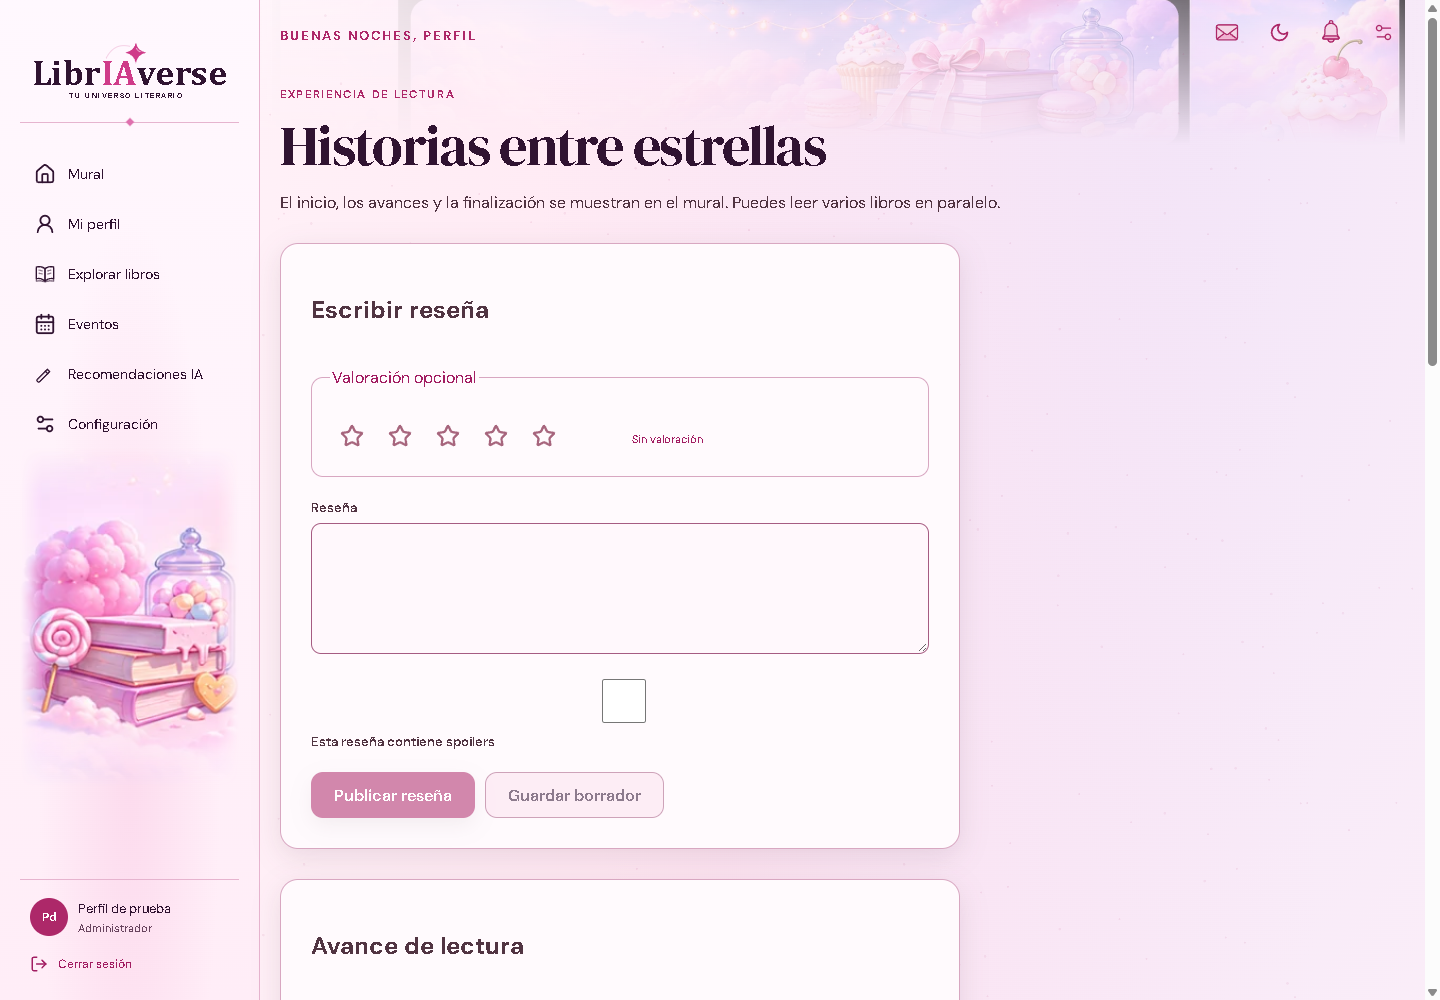 LibrIAverse
TU UNIVERSO LITERARIO
Mural
Mi perfil
Explorar libros
Eventos
Recomendaciones IA
Configuración
Pd
Perfil de prueba
Administrador
Cerrar sesión
BUENAS NOCHES, PERFIL
EXPERIENCIA DE LECTURA
Historias entre estrellas
El inicio, los avances y la finalización se muestran en el mural. Puedes leer varios libros en paralelo.
Escribir reseña
Valoración opcional
Sin valoración
Reseña
Esta reseña contiene spoilers
Publicar reseña
Guardar borrador
Avance de lectura